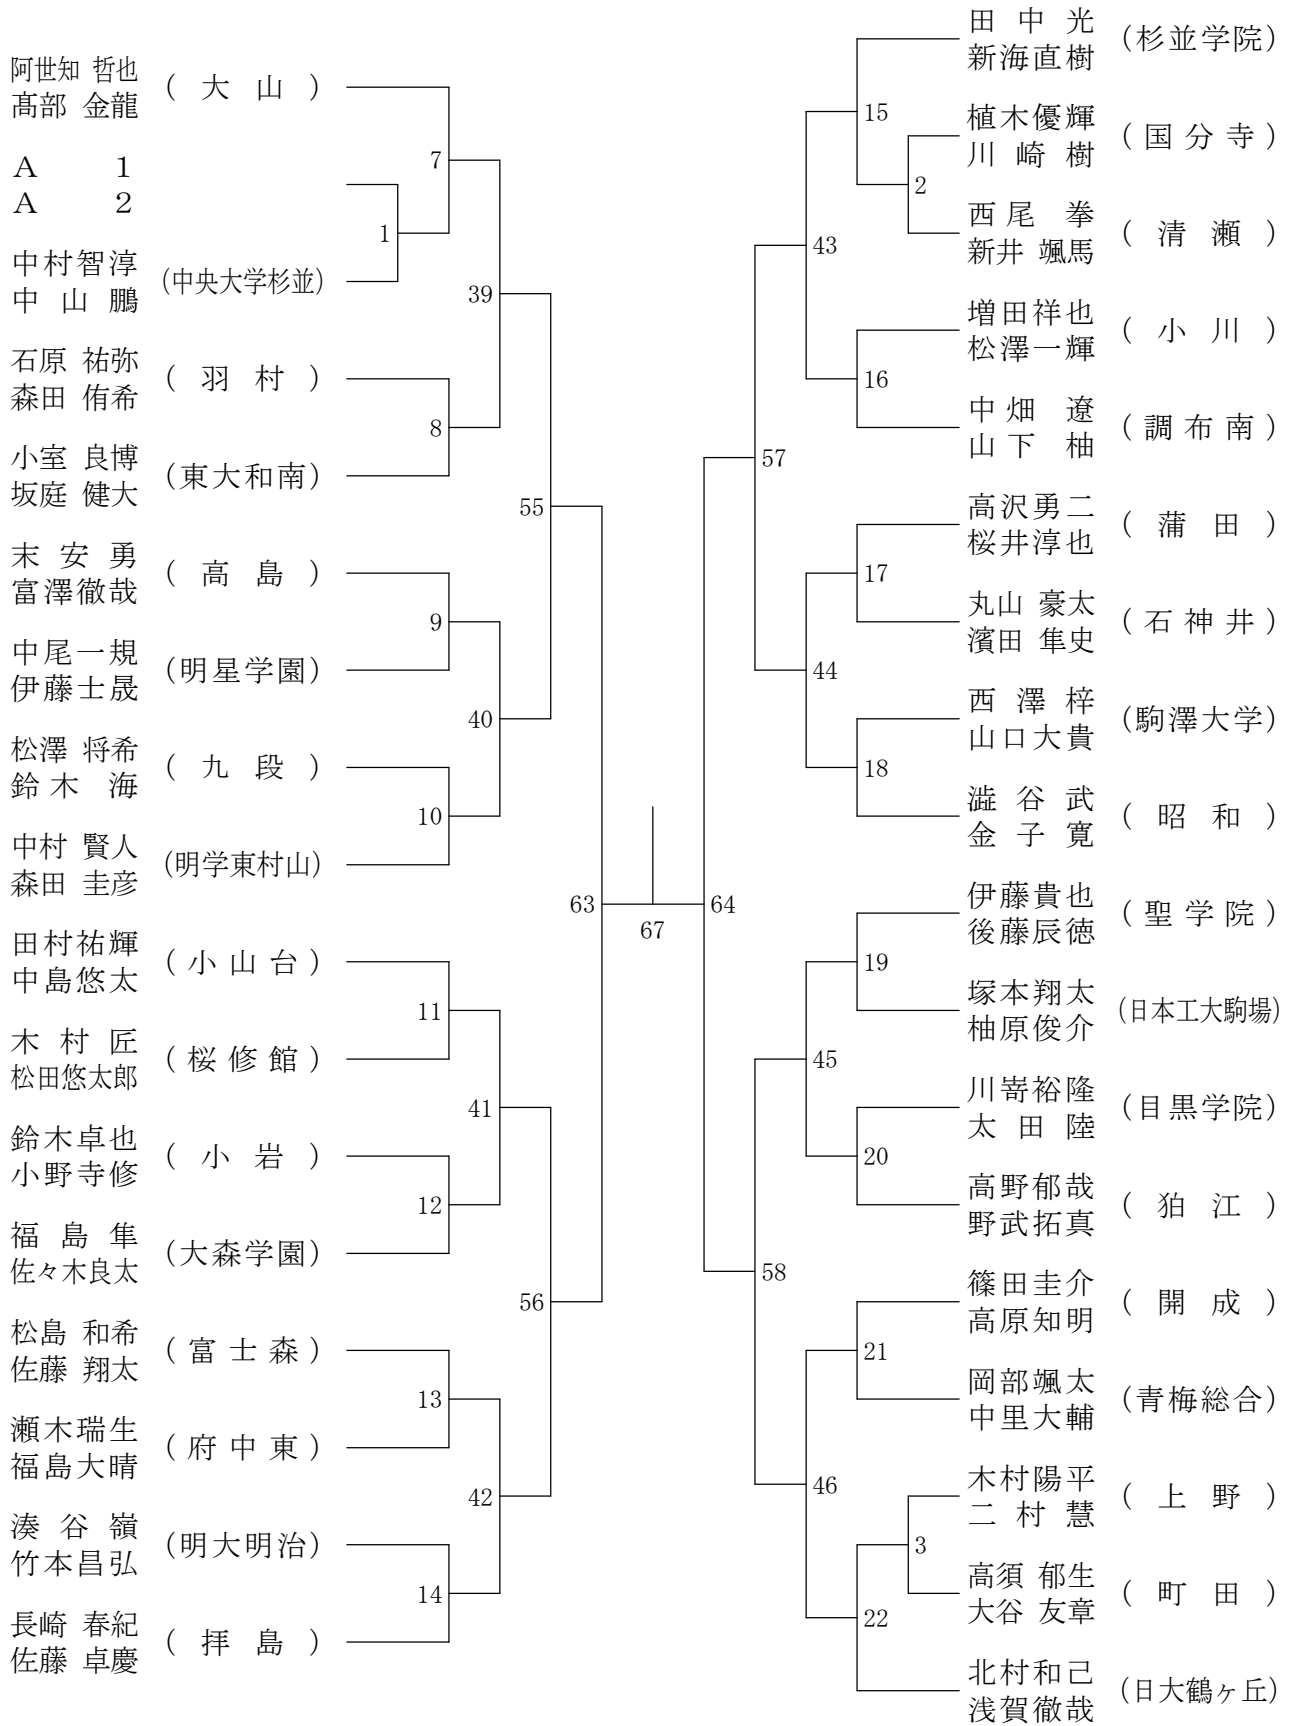 阿世知 哲也
髙部 金龍
( 大 山 )
A 1
A 2
中村智淳
中 山 鵬
(中央大学杉並)
石原 祐弥
森田 侑希
( 羽 村 )
小室 良博
坂庭 健大
(東大和南)
末 安 勇
富澤徹哉
( 高 島 )
中尾一規
伊藤士晟
(明星学園)
松澤 将希
鈴木 海
( 九 段 )
中村 賢人
森田 圭彦
(明学東村山)
田村祐輝
中島悠太
( 小 山 台 )
木 村 匠
松田悠太郎
( 桜 修 館 )
鈴木卓也
小野寺修
( 小 岩 )
福 島 隼
佐々木良太
(大森学園)
松島 和希
佐藤 翔太
( 富 士 森 )
瀬木瑞生
福島大晴
( 府 中 東 )
湊 谷 嶺
竹本昌弘
(明大明治)
長崎 春紀
佐藤 卓慶
( 拝 島 )
1
7
8
9
10
11
12
13
14
39
40
41
42
55
56
63
67
64
57
58
43
44
45
46
15
16
17
18
19
20
21
22
2
3
田 中 光
新海直樹
(杉並学院)
植木優輝
川 崎 樹
( 国 分 寺 )
西尾 拳
新井 颯馬
( 清 瀬 )
増田祥也
松澤一輝
( 小 川 )
中畑 遼
山下 柚
( 調 布 南 )
高沢勇二
桜井淳也
( 蒲 田 )
丸山 豪太
濱田 隼史
( 石 神 井 )
西 澤 梓
山口大貴
(駒澤大学)
澁 谷 武
金 子 寛
( 昭 和 )
伊藤貴也
後藤辰徳
( 聖 学 院 )
塚本翔太
柚原俊介
(日本工大駒場)
川嵜裕隆
太 田 陸
(目黒学院)
高野郁哉
野武拓真
( 狛 江 )
篠田圭介
高原知明
( 開 成 )
岡部颯太
中里大輔
(青梅総合)
木村陽平
二 村 慧
( 上 野 )
高須 郁生
大谷 友章
( 町 田 )
北村和己
浅賀徹哉
(日大鶴ヶ丘)